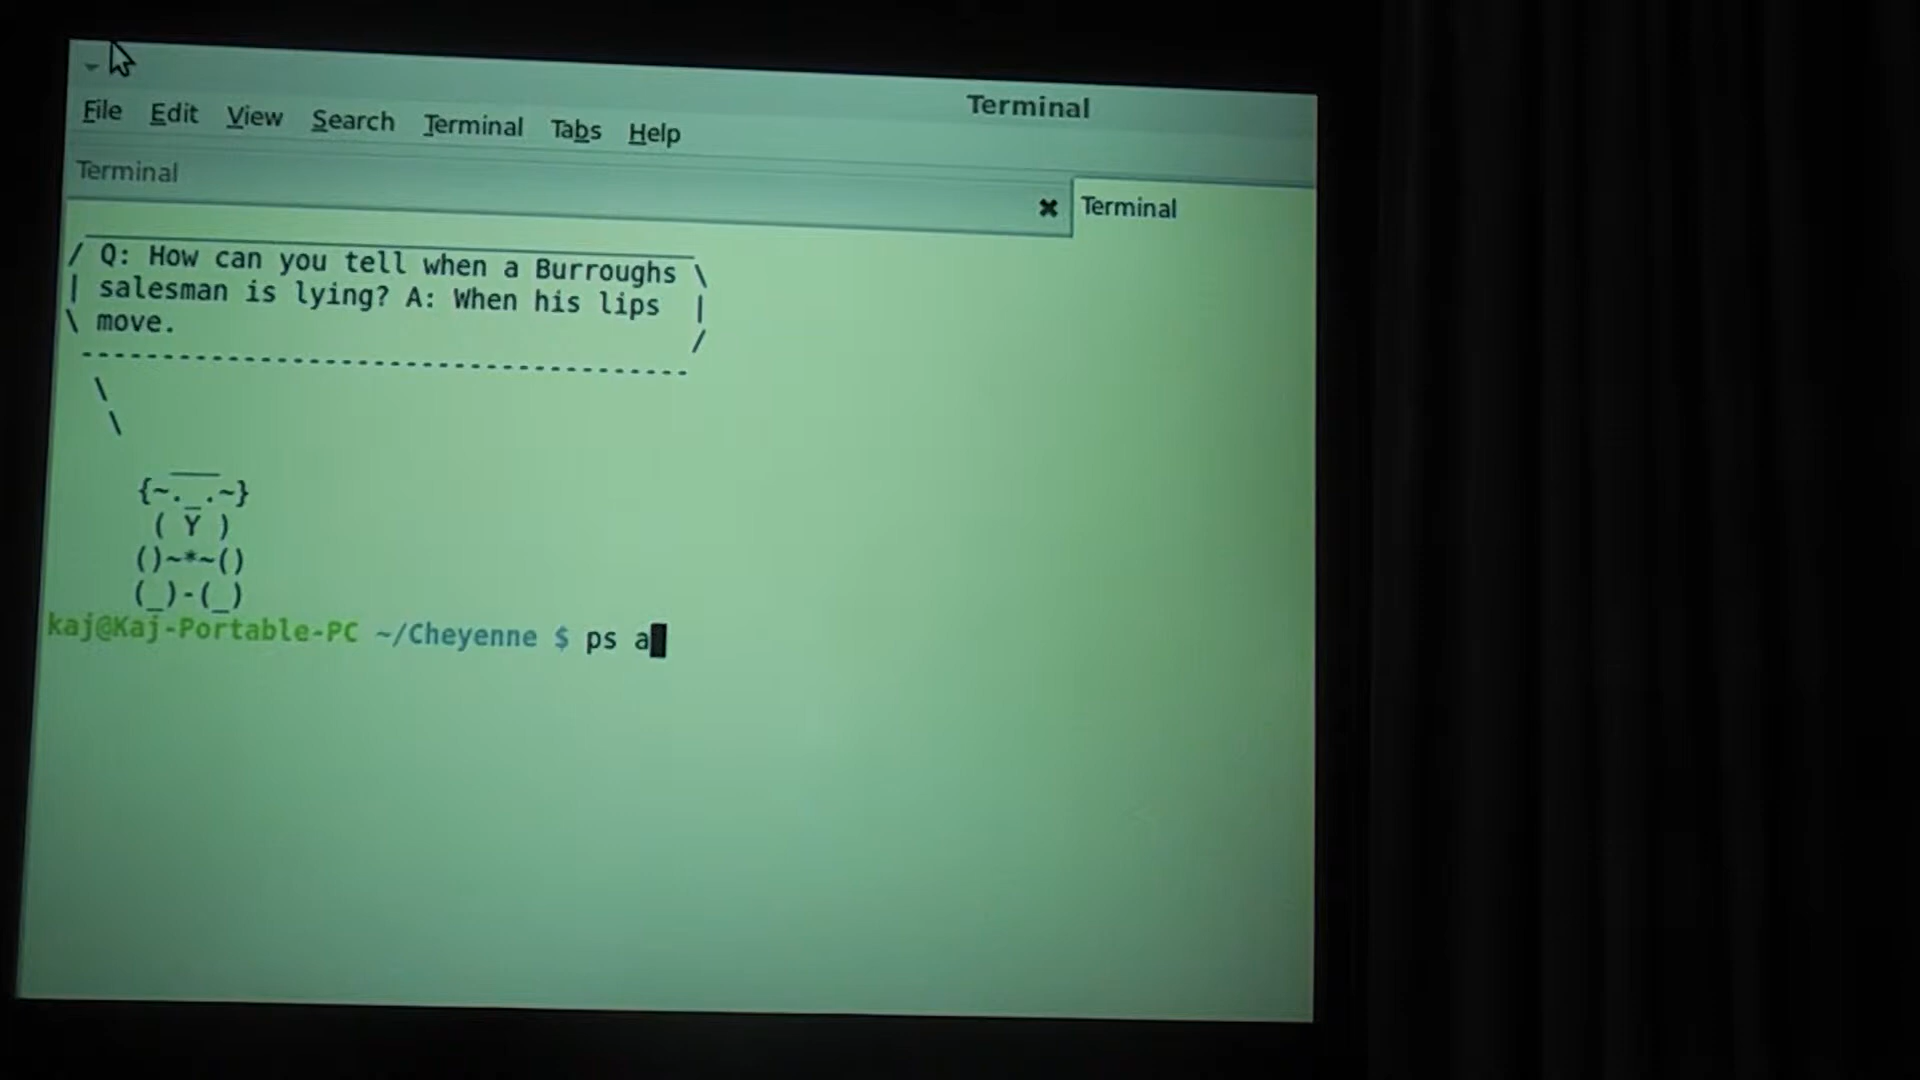 Terminal
File Edit View Search Terminal Tabs Help
Terminal ✖ Terminal
/ Q: How can you tell when a Burroughs \
| salesman is lying? A: When his lips |
\ move. /
--------------------------------------
\
\
___
{~._.~}
( Y )
()~*~()
(_)-(_)
kaj@Kaj-Portable-PC ~/Cheyenne $ ps a